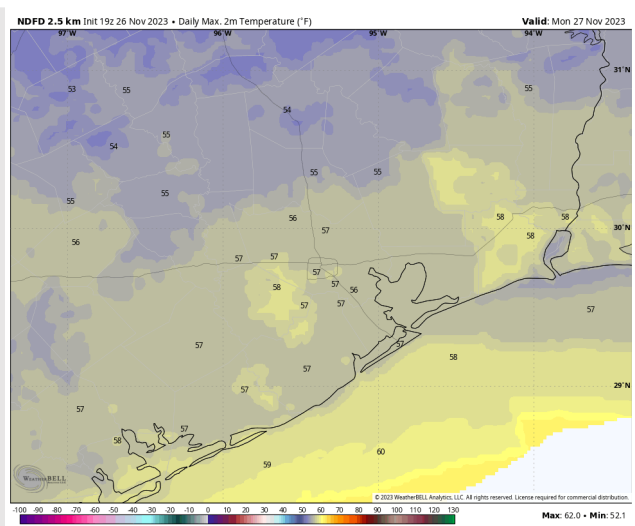 NDFD 2.5 km Init 19z 26 Nov 2023 • Daily Max. 2m Temperature (°F)
Valid: Mon 27 Nov 2023
97°W 96°W 95°W 94°W
31°N
53 55 54 55
55
54
55 55
55 55
56 58 58
57 58
56 30°N
57 57
57
58 57 56
57 57 57
57 57
58
57
57 29°N
57
57
58
60
59
WEATHERBELL
© 2023 WeatherBELL Analytics, LLC. All rights reserved. License required for commercial distribution.
-100 -90 -80 -70 -60 -50 -40 -30 -20 -10 0 10 20 30 40 50 60 70 80 90 100 110 120 130
Max: 62.0 • Min: 52.1